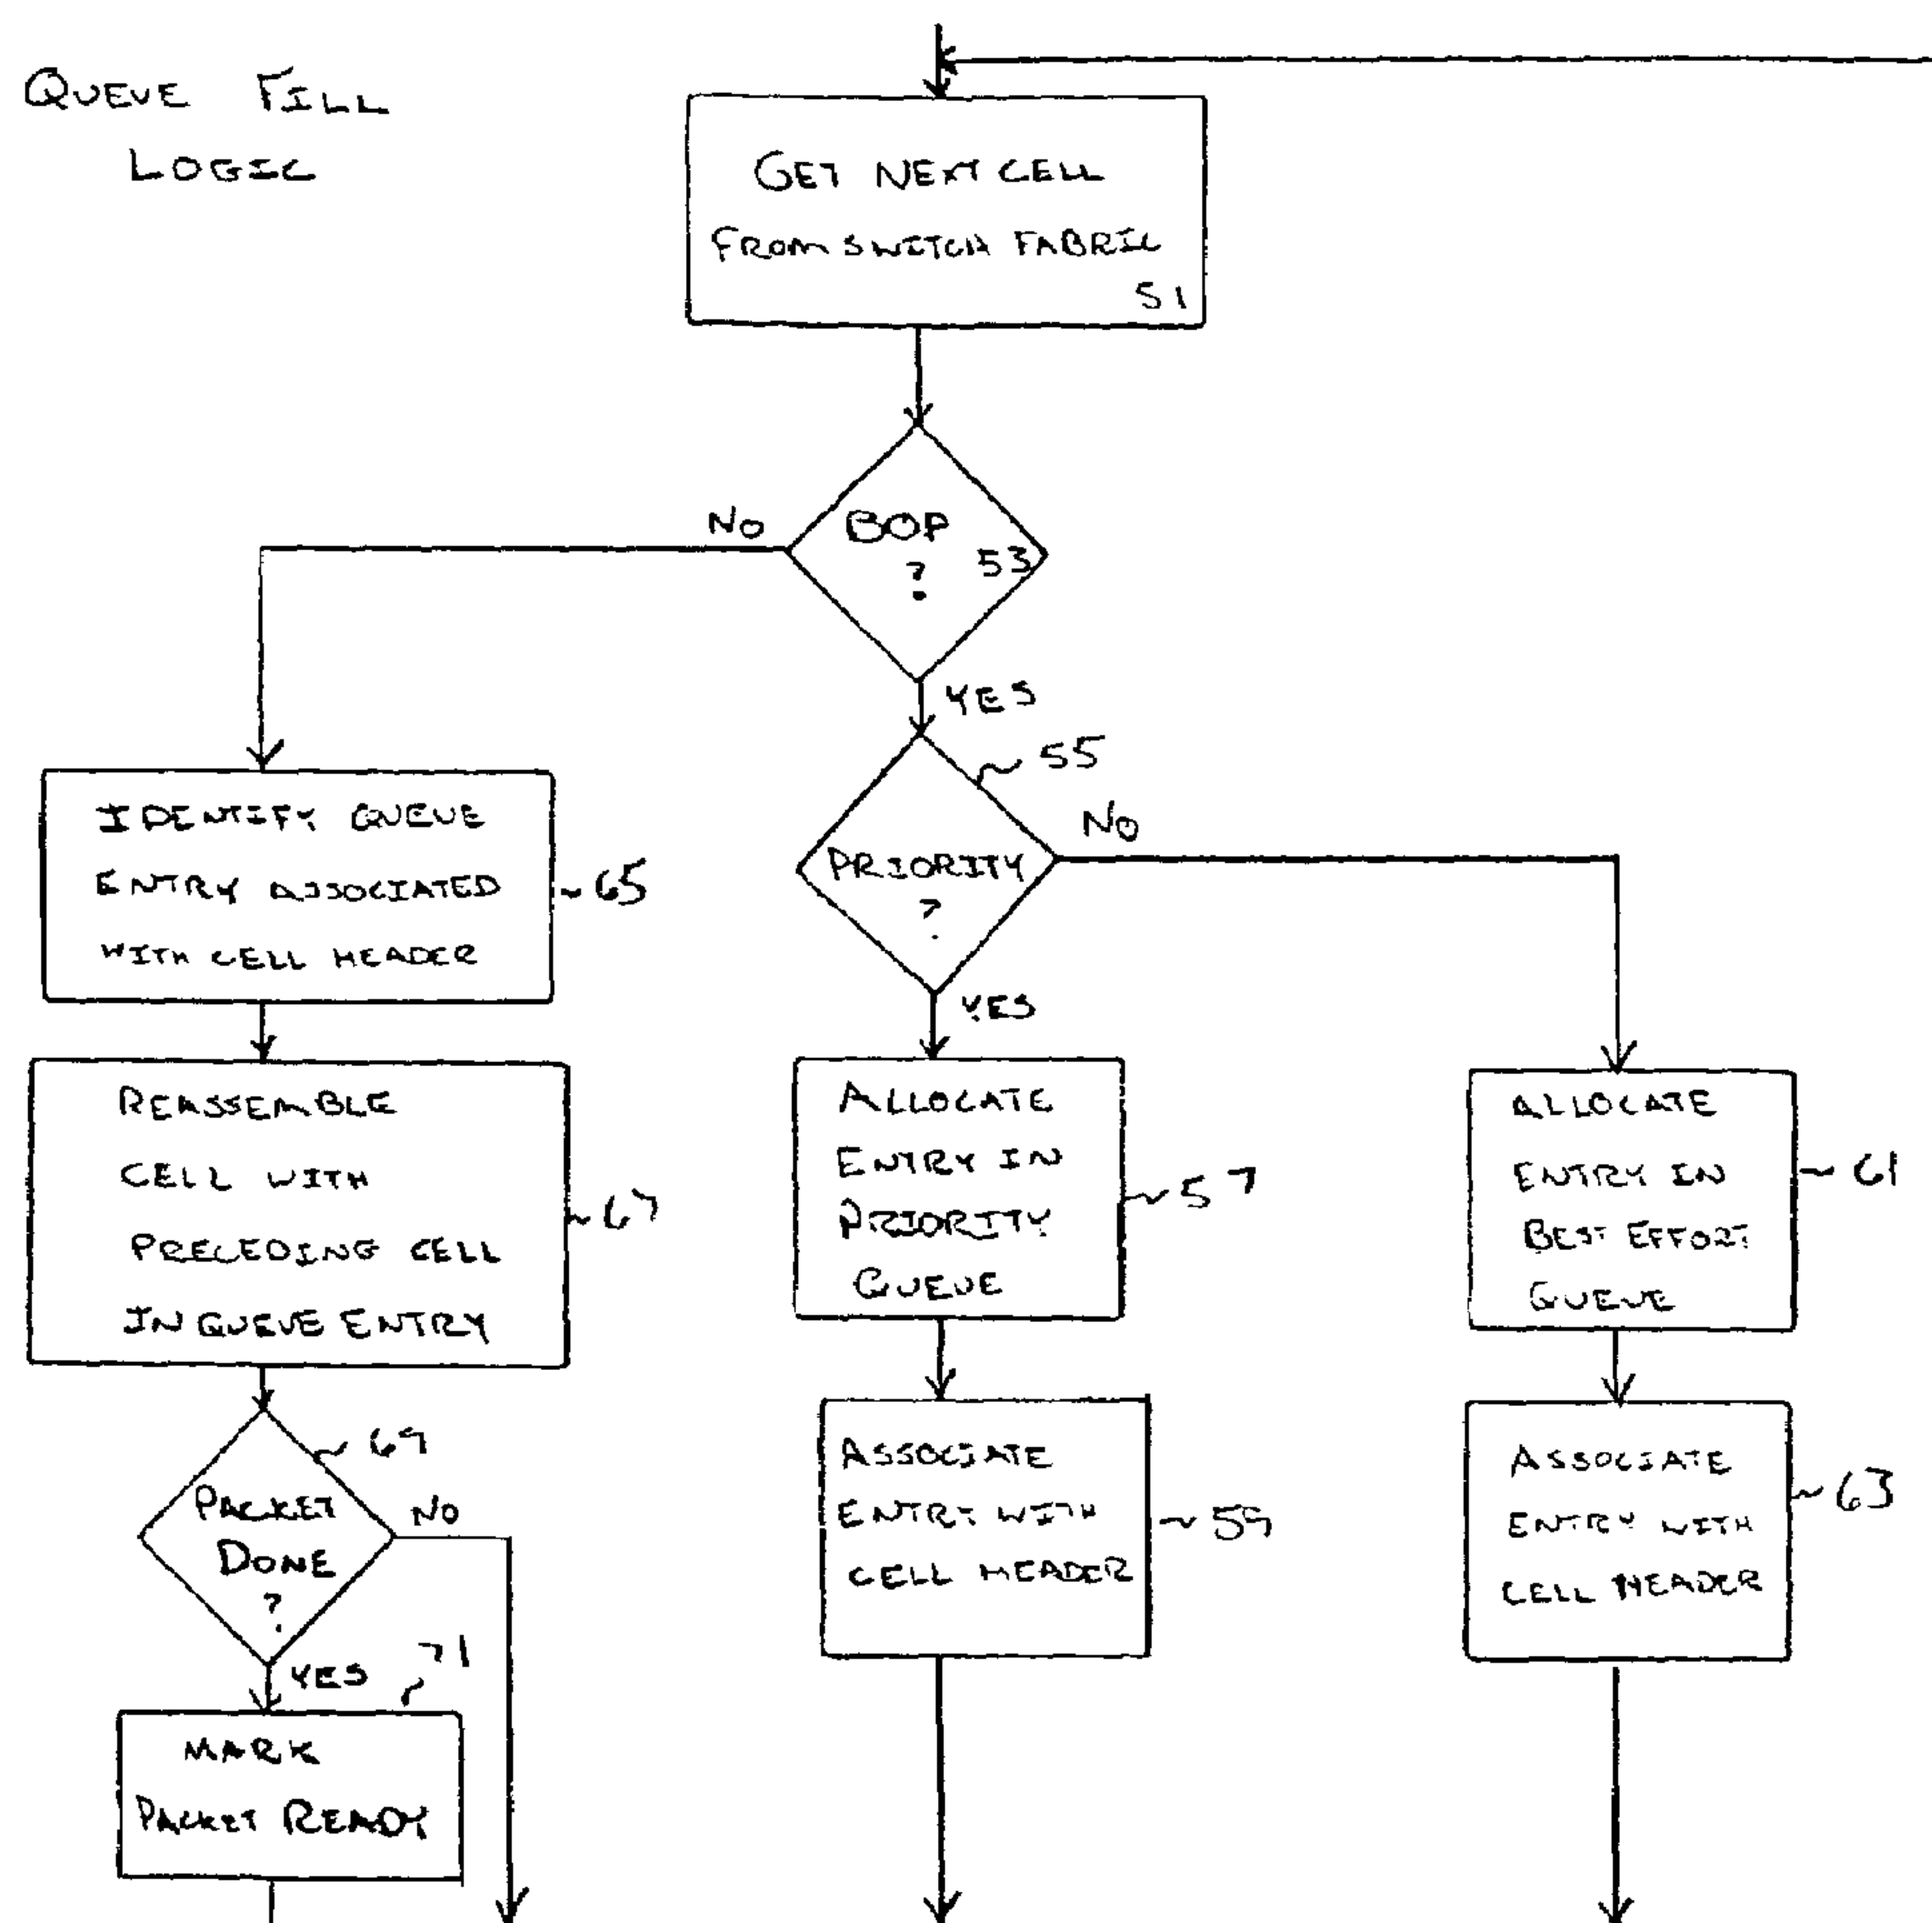 QUEUE FILL
LOGIC
GET NEXT CELL
FROM SWITCH FABRIC
51
NO
BOP
?
53
YES
55
PRIORITY
?
NO
YES
IDENTIFY QUEUE
ENTRY ASSOCIATED
WITH CELL HEADER
65
REASSEMBLE
CELL WITH
PRECEDING CELL
IN QUEUE ENTRY
67
69
PACKET
DONE
?
NO
YES
71
MARK
PACKET READY
ALLOCATE
ENTRY IN
PRIORITY
QUEUE
57
ASSOCIATE
ENTRY WITH
CELL HEADER
59
ALLOCATE
ENTRY IN
BEST EFFORT
QUEUE
61
ASSOCIATE
ENTRY WITH
CELL HEADER
63